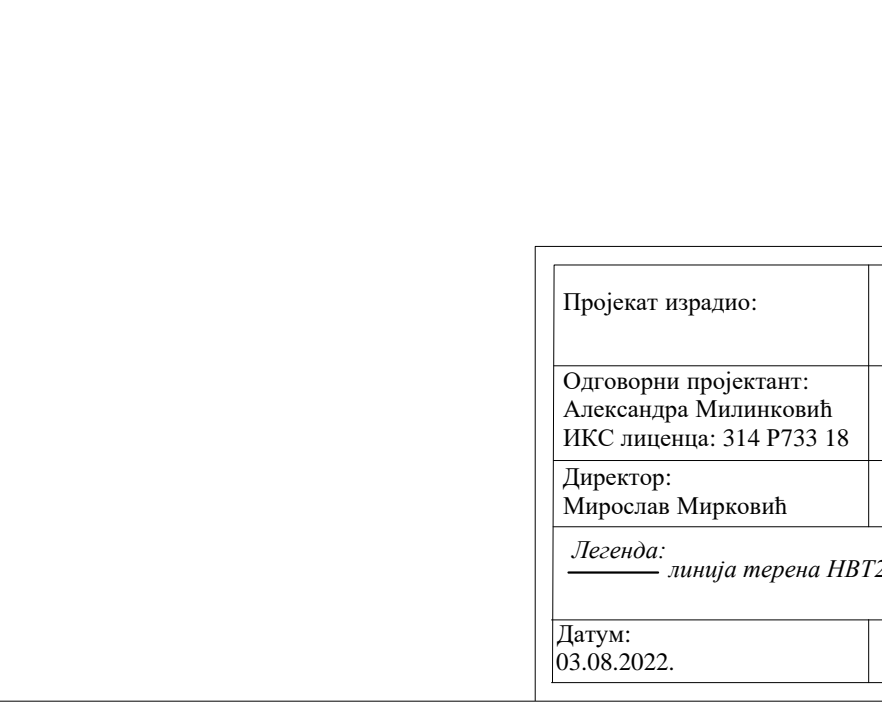 Пројекат израдио:
Одговорни пројектант:
Александра Милинковић
ИКС лиценца: 314 Р733 18
Директор:
Мирослав Мирковић
Легенда:
линија терена НВТ2
Датум:
03.08.2022.